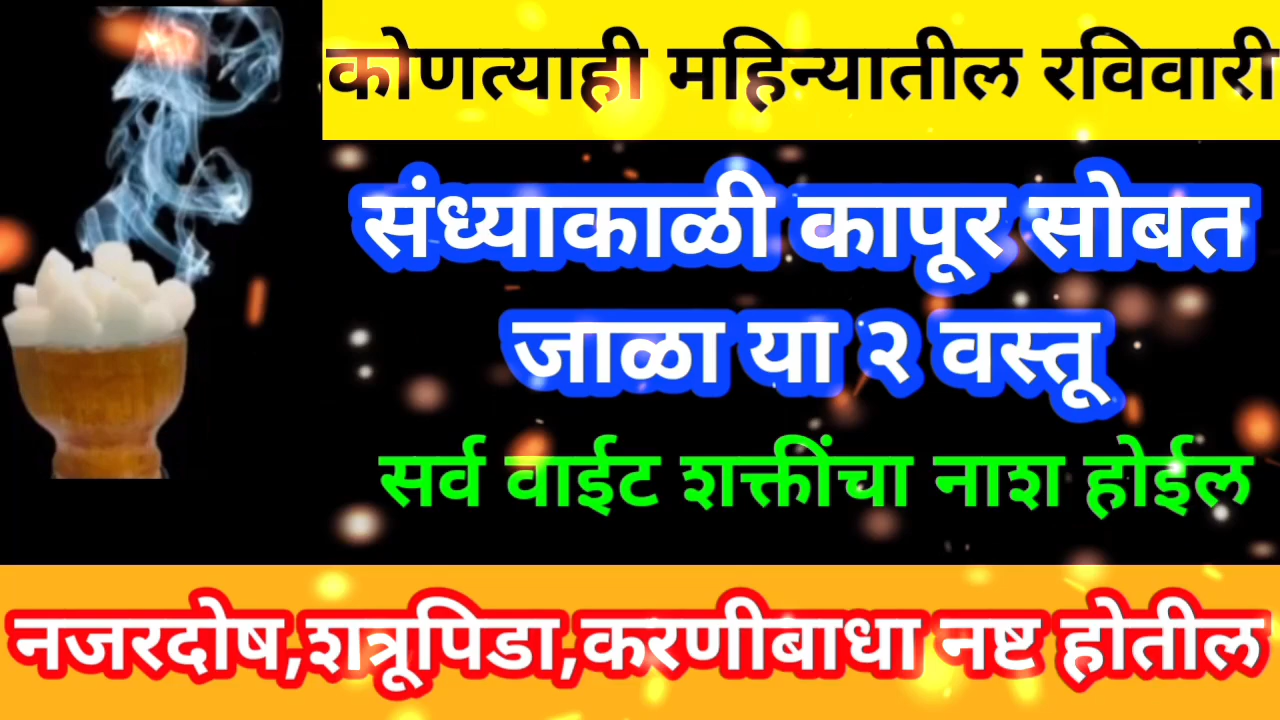 कोणत्याही महिन्यातील रविवारी
संध्याकाळी कापूर सोबत
जाळा या २ वस्तू
सर्व वाईट शक्तींचा नाश होईल
नजरदोष,शत्रूपिडा,करणीबाधा नष्ट होतील